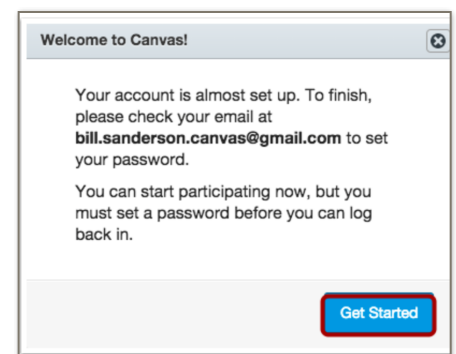 Welcome to Canvas!
Your account is almost set up. To finish,
please check your email at
bill.sanderson.canvas@gmail.com to set
your password.
You can start participating now, but you
must set a password before you can log
back in.
Get Started